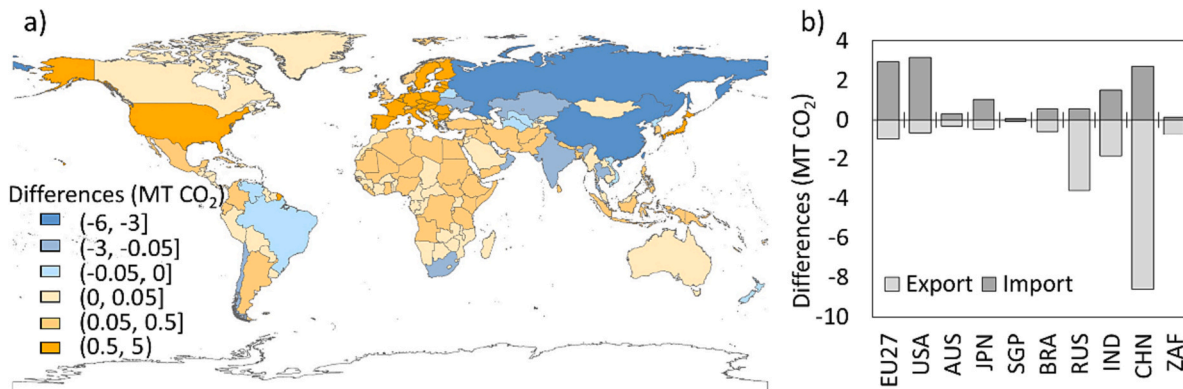 a)
Differences (MT CO₂)
(-6, -3]
(-3, -0.05]
(-0.05, 0]
(0, 0.05]
(0.05, 0.5]
(0.5, 5)
b)
Differences (MT CO₂)
4
2
0
-2
-4
-6
-8
-10
Export Import
EU27 USA AUS JPN SGP BRA RUS IND CHN ZAF